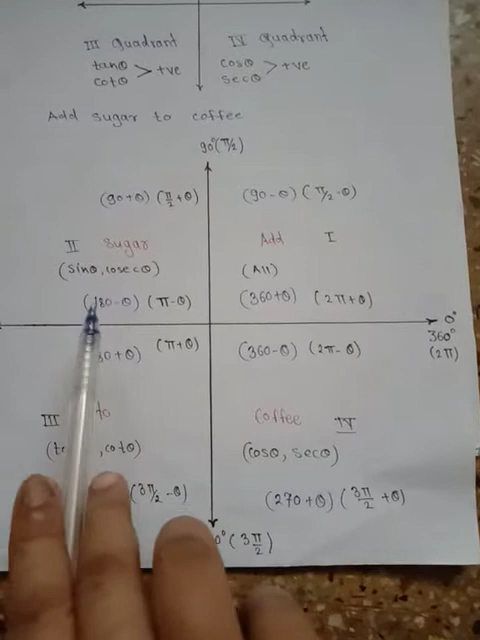 III Quadrant IV Quadrant
tanθ
cotθ > +ve
cosθ
secθ > +ve
Add sugar to coffee
90° (π/2)
(90+θ) (π/2 +θ) (90-θ) (π/2 -θ)
II Sugar Add I
(sinθ, cosecθ) (All)
(180-θ) (π-θ) (360+θ) (2π+θ)
0°
360°
(2π)
(π+θ) (360-θ) (2π-θ)
III to Coffee IV
, cotθ) (cosθ, secθ)
(3π/2 -θ) (270+θ) (3π/2 +θ)
(3π/2)